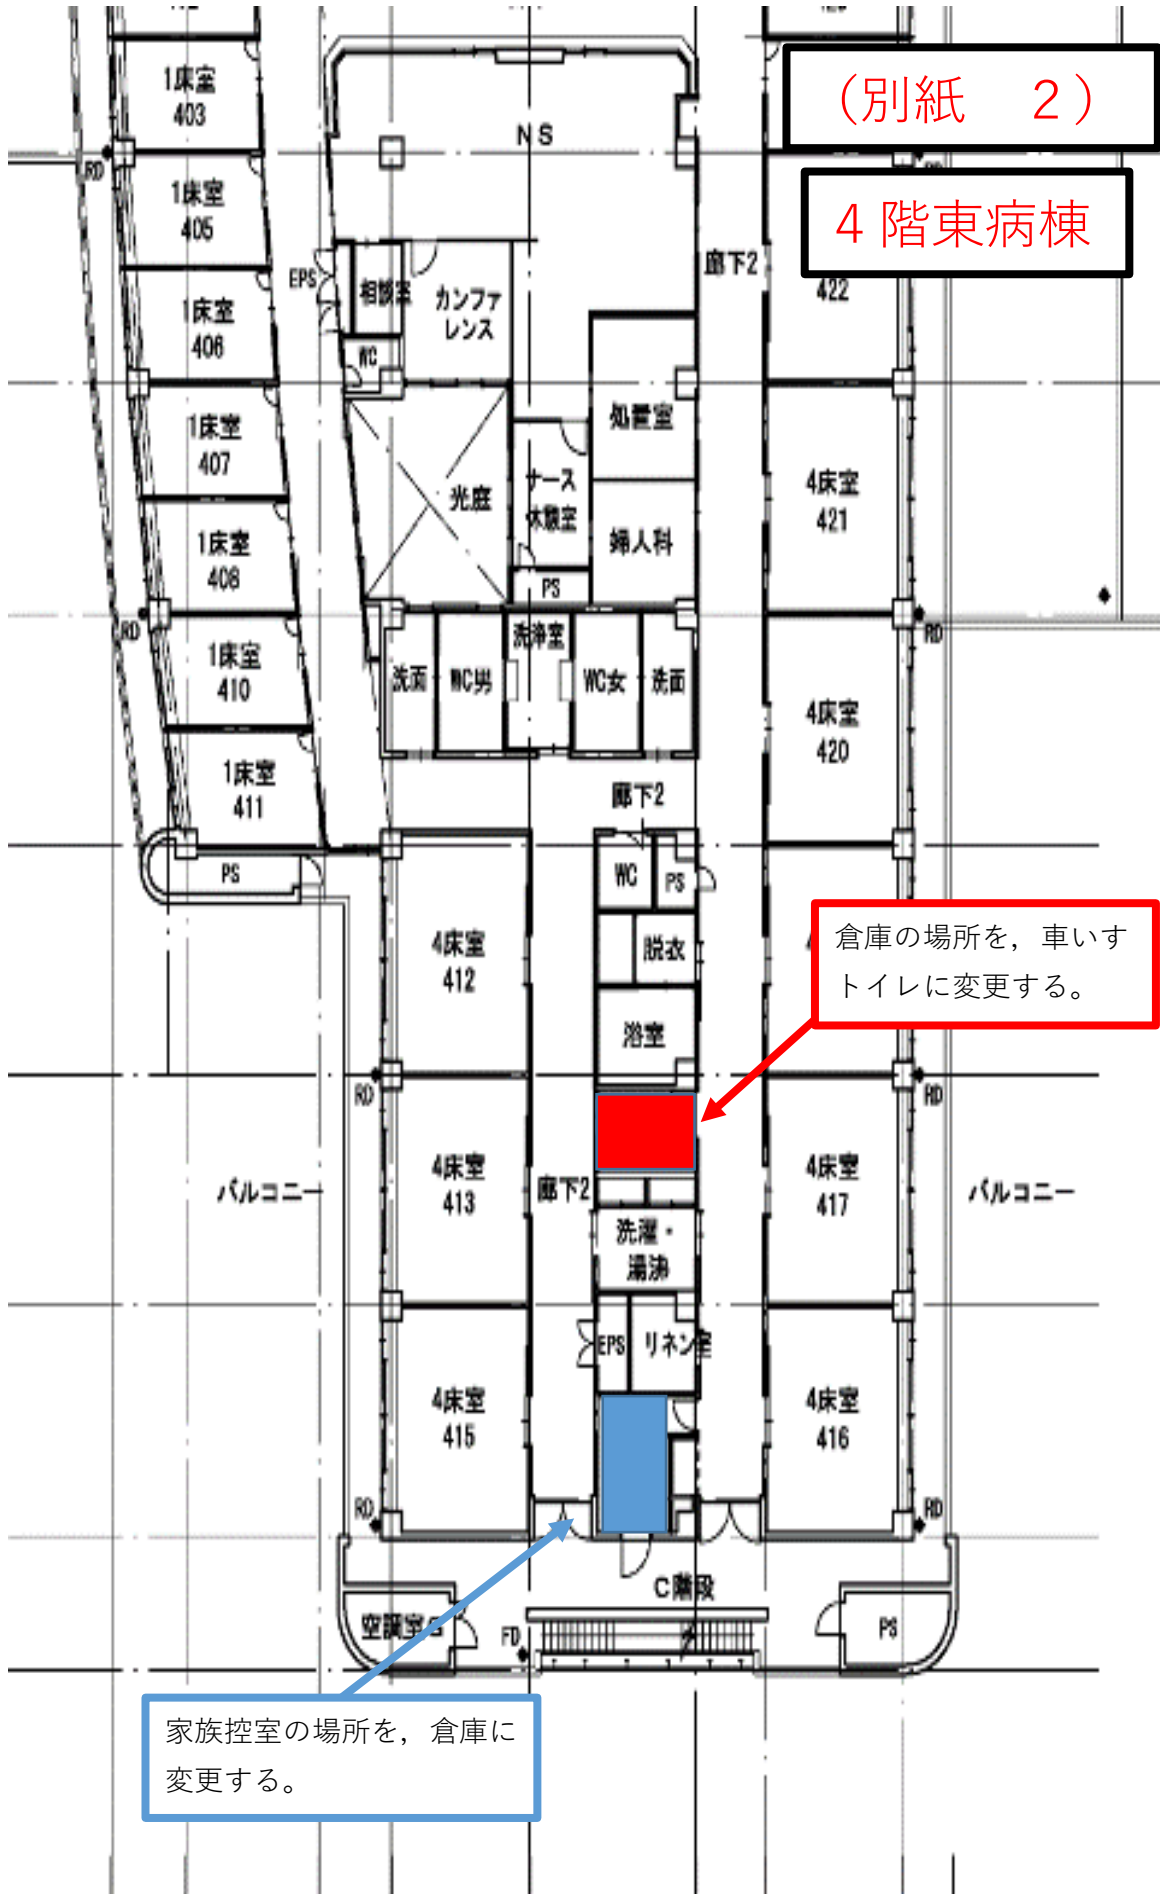 (別紙　２)
４階東病棟
1床室
403
NS
RD
1床室
405
廊下2
422
EPS
相談室
カンファ
レンス
1床室
406
WC
1床室
407
処置室
4床室
421
光庭
ナース
休憩室
1床室
408
婦人科
PS
RD
RD
洗浄室
1床室
410
洗面
WC男
WC女
洗面
4床室
420
1床室
411
廊下2
PS
WC
PS
4床室
412
脱衣
倉庫の場所を，車いす
トイレに変更する。
浴室
RD
RD
バルコニー
4床室
413
廊下2
4床室
417
バルコニー
洗濯・
湯沸
EPS
リネン室
4床室
415
4床室
416
RD
RD
C階段
空調室G
FD
PS
家族控室の場所を，倉庫に
変更する。